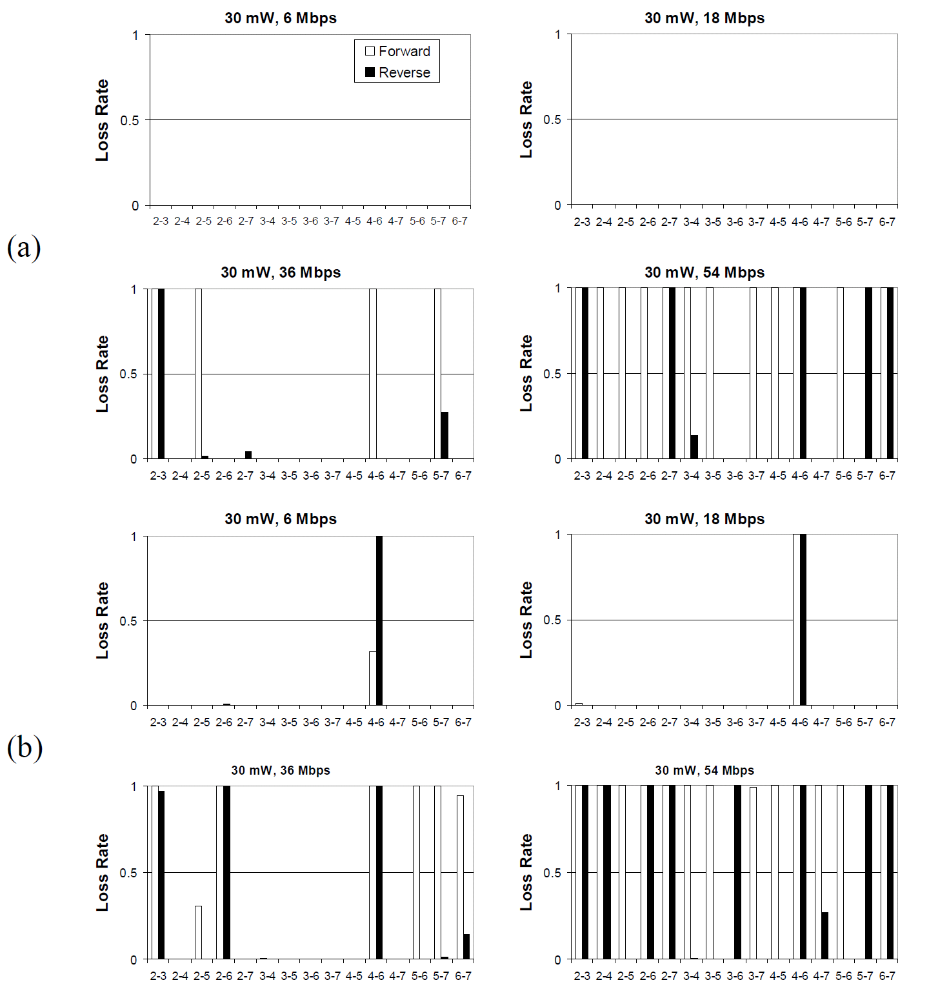 30 mW, 6 Mbps
Loss Rate
1
0.5
0
Forward
Reverse
2-3 2-4 2-5 2-6 2-7 3-4 3-5 3-6 3-7 4-5 4-6 4-7 5-6 5-7 6-7
30 mW, 18 Mbps
Loss Rate
1
0.5
0
2-3 2-4 2-5 2-6 2-7 3-4 3-5 3-6 3-7 4-5 4-6 4-7 5-6 5-7 6-7
(a)
30 mW, 36 Mbps
Loss Rate
1
0.5
0
2-3 2-4 2-5 2-6 2-7 3-4 3-5 3-6 3-7 4-5 4-6 4-7 5-6 5-7 6-7
30 mW, 54 Mbps
Loss Rate
1
0.5
0
2-3 2-4 2-5 2-6 2-7 3-4 3-5 3-6 3-7 4-5 4-6 4-7 5-6 5-7 6-7
30 mW, 6 Mbps
Loss Rate
1
0.5
0
2-3 2-4 2-5 2-6 2-7 3-4 3-5 3-6 3-7 4-5 4-6 4-7 5-6 5-7 6-7
30 mW, 18 Mbps
Loss Rate
1
0.5
0
2-3 2-4 2-5 2-6 2-7 3-4 3-5 3-6 3-7 4-5 4-6 4-7 5-6 5-7 6-7
(b)
30 mW, 36 Mbps
Loss Rate
1
0.5
0
2-3 2-4 2-5 2-6 2-7 3-4 3-5 3-6 3-7 4-5 4-6 4-7 5-6 5-7 6-7
30 mW, 54 Mbps
Loss Rate
1
0.5
0
2-3 2-4 2-5 2-6 2-7 3-4 3-5 3-6 3-7 4-5 4-6 4-7 5-6 5-7 6-7